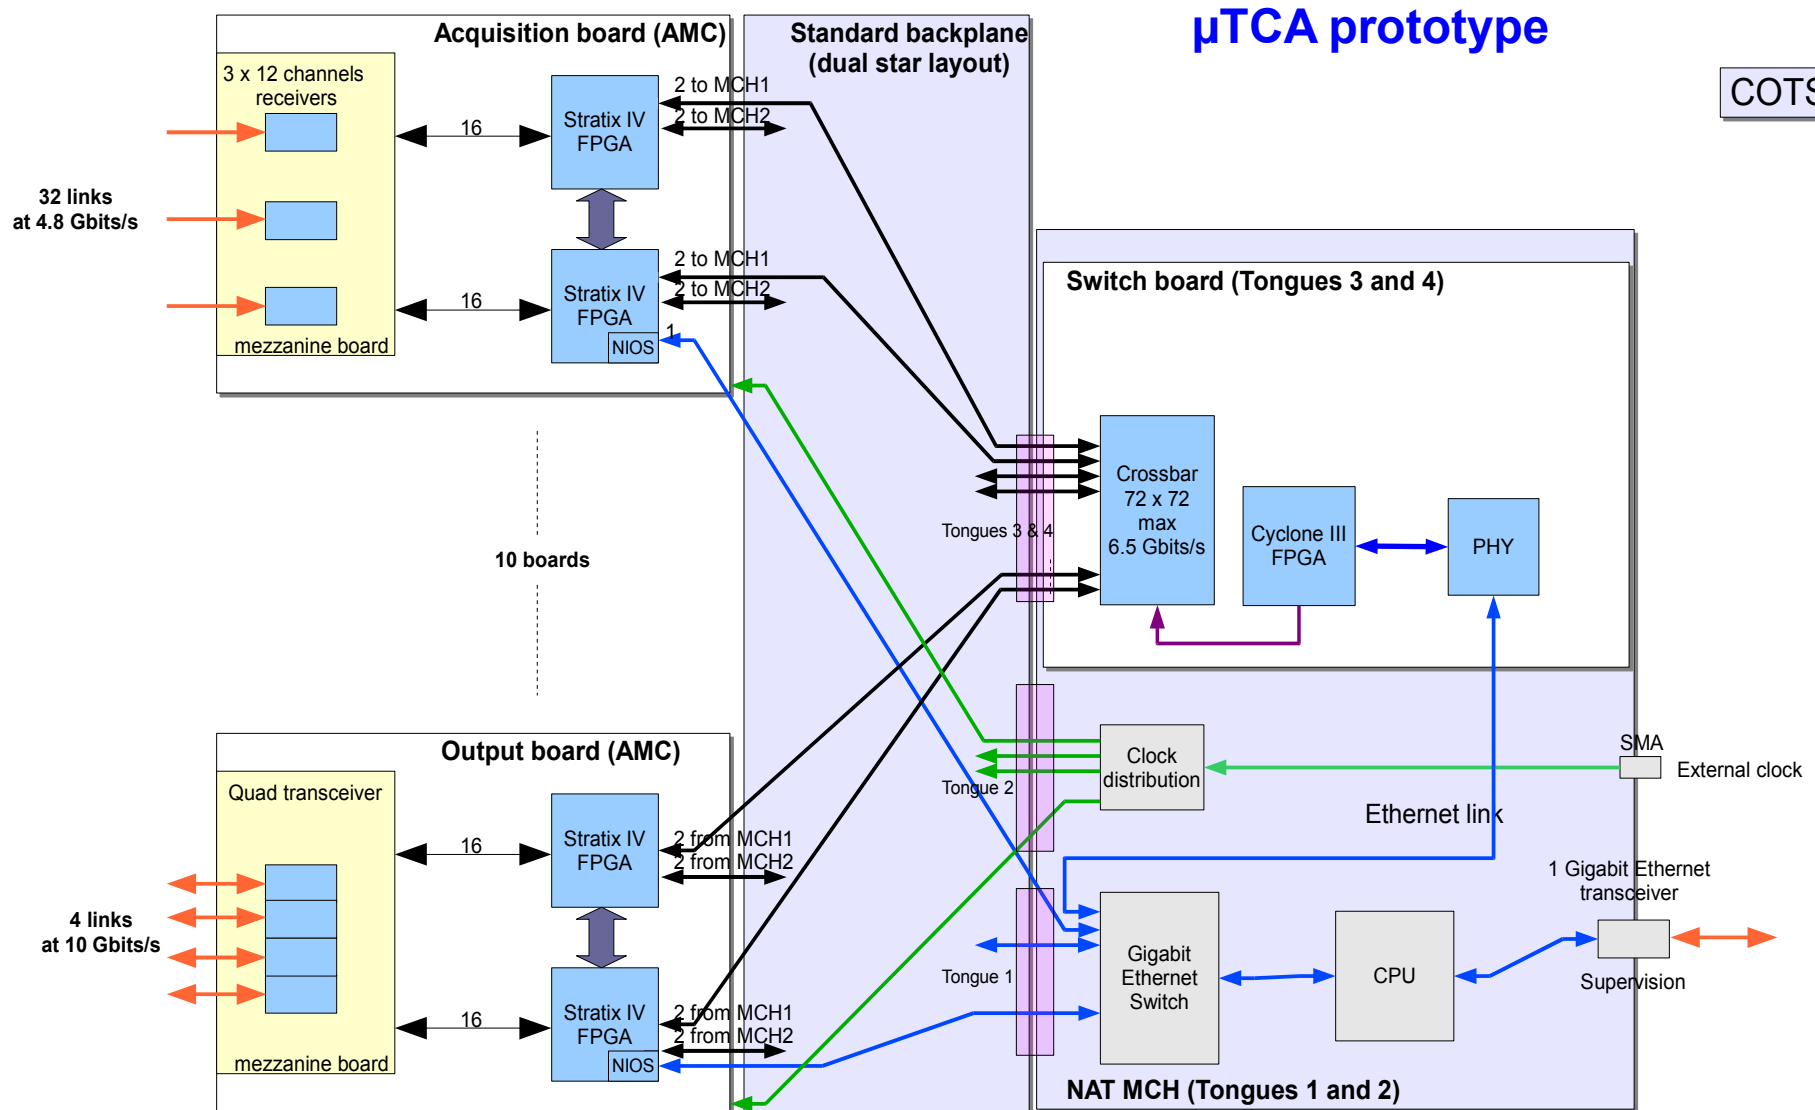 µTCA prototype
COTS
Acquisition board (AMC)
3 x 12 channels
receivers
mezzanine board
32 links
at 4.8 Gbits/s
16
16
Stratix IV
FPGA
Stratix IV
FPGA
NIOS
1
2 to MCH1
2 to MCH2
2 to MCH1
2 to MCH2
Standard backplane
(dual star layout)
10 boards
Switch board (Tongues 3 and 4)
Tongues 3 & 4
Crossbar
72 x 72
max
6.5 Gbits/s
Cyclone III
FPGA
PHY
Output board (AMC)
Quad transceiver
mezzanine board
4 links
at 10 Gbits/s
16
16
Stratix IV
FPGA
Stratix IV
FPGA
NIOS
2 from MCH1
2 from MCH2
2 from MCH1
2 from MCH2
Tongue 2
Clock
distribution
SMA
External clock
Ethernet link
Tongue 1
Gigabit
Ethernet
Switch
CPU
1 Gigabit Ethernet
transceiver
Supervision
NAT MCH (Tongues 1 and 2)